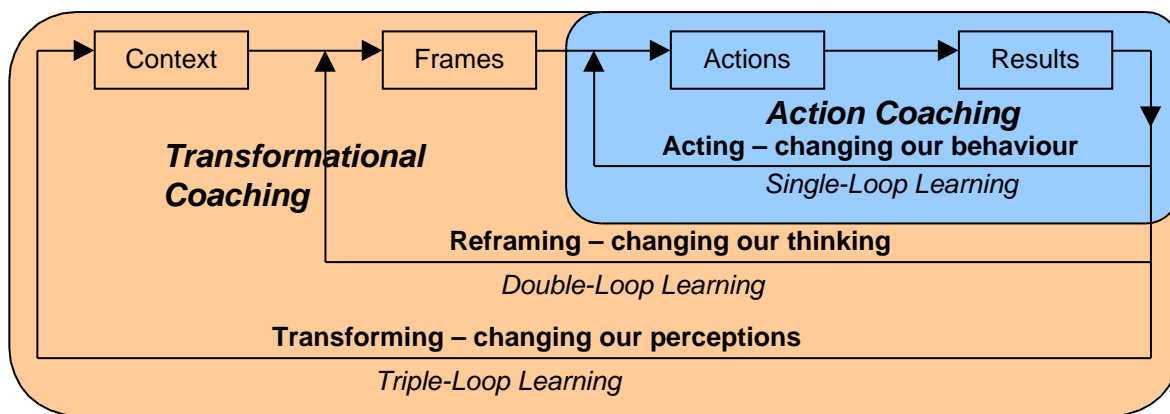 Context
Frames
Actions
Results
Action Coaching
Acting – changing our behaviour
Single-Loop Learning
Transformational
Coaching
Reframing – changing our thinking
Double-Loop Learning
Transforming – changing our perceptions
Triple-Loop Learning